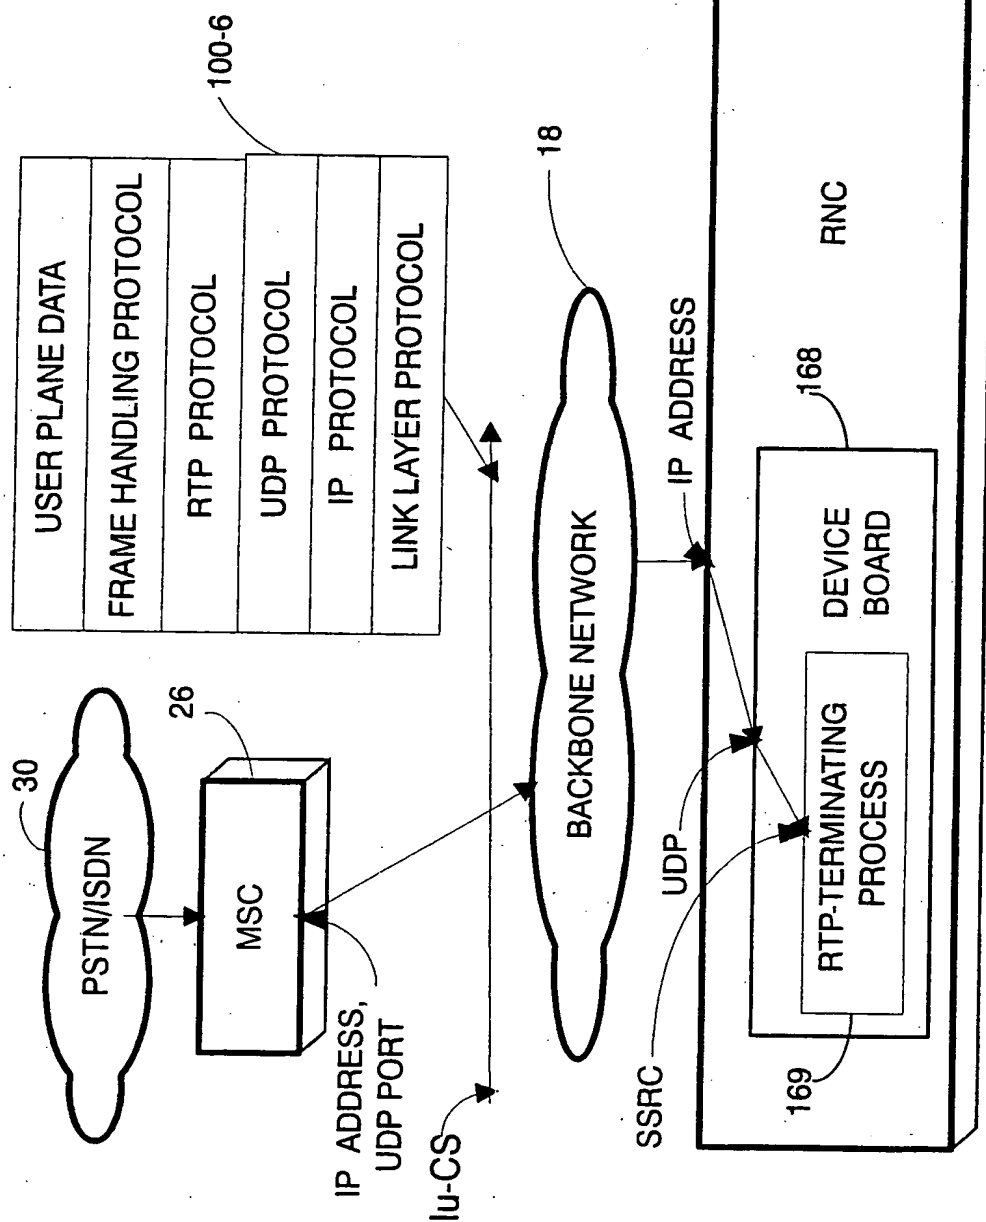 30
PSTN/ISDN
26
MSC
IP ADDRESS,
UDP PORT
Iu-CS
100-6
USER PLANE DATA
FRAME HANDLING PROTOCOL
RTP PROTOCOL
UDP PROTOCOL
IP PROTOCOL
LINK LAYER PROTOCOL
18
BACKBONE NETWORK
IP ADDRESS
UDP
SSRC
RNC
168
DEVICE
BOARD
RTP-TERMINATING
PROCESS
169